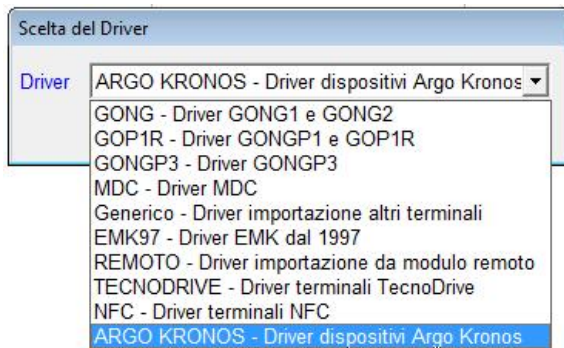 Scelta del Driver
Driver ARGO KRONOS - Driver dispositivi Argo Kronos
GONG - Driver GONG1 e GONG2
GOP1R - Driver GONGP1 e GOP1R
GONGP3 - Driver GONGP3
MDC - Driver MDC
Generico - Driver importazione altri terminali
EMK97 - Driver EMK dal 1997
REMOTO - Driver importazione da modulo remoto
TECNODRIVE - Driver terminali TecnoDrive
NFC - Driver terminali NFC
ARGO KRONOS - Driver dispositivi Argo Kronos